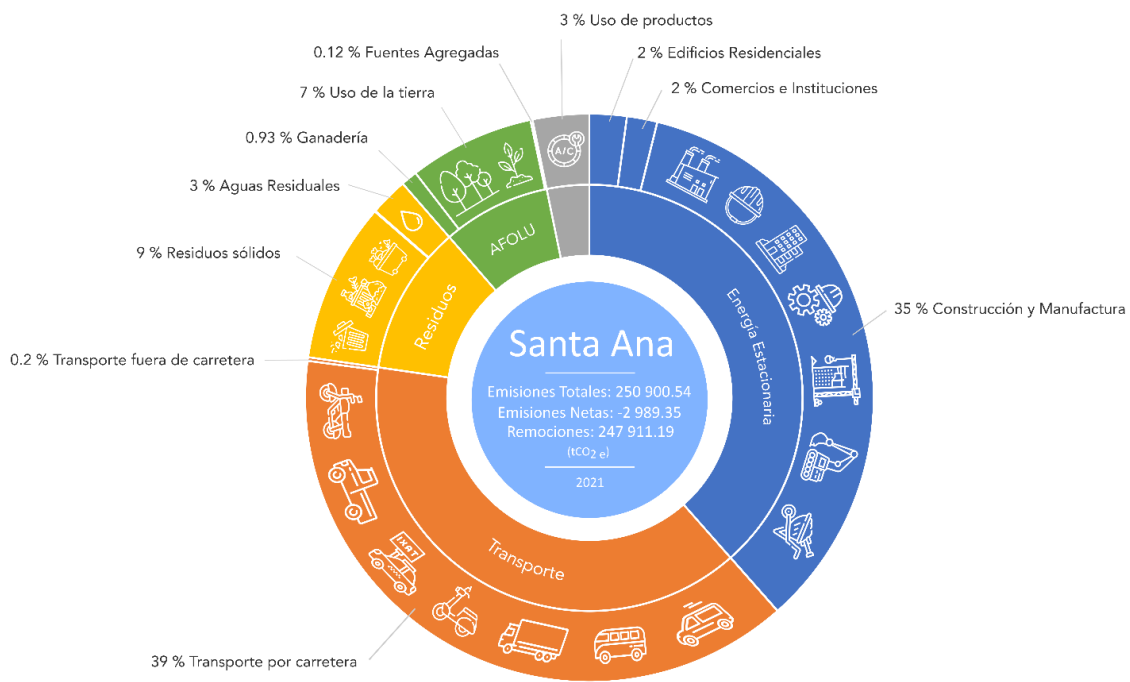 3 % Uso de productos
0.12 % Fuentes Agregadas
2 % Edificios Residenciales
7 % Uso de la tierra
2 % Comercios e Instituciones
0.93 % Ganadería
3 % Aguas Residuales
A/C
AFOLU
9 % Residuos sólidos
Residuos
Energía Estacionaria
35 % Construcción y Manufactura
Santa Ana
0.2 % Transporte fuera de carretera
Emisiones Totales: 250 900.54
Emisiones Netas: -2 989.35
Remociones: 247 911.19
(tCO2 e)
2021
TAXI
Transporte
39 % Transporte por carretera